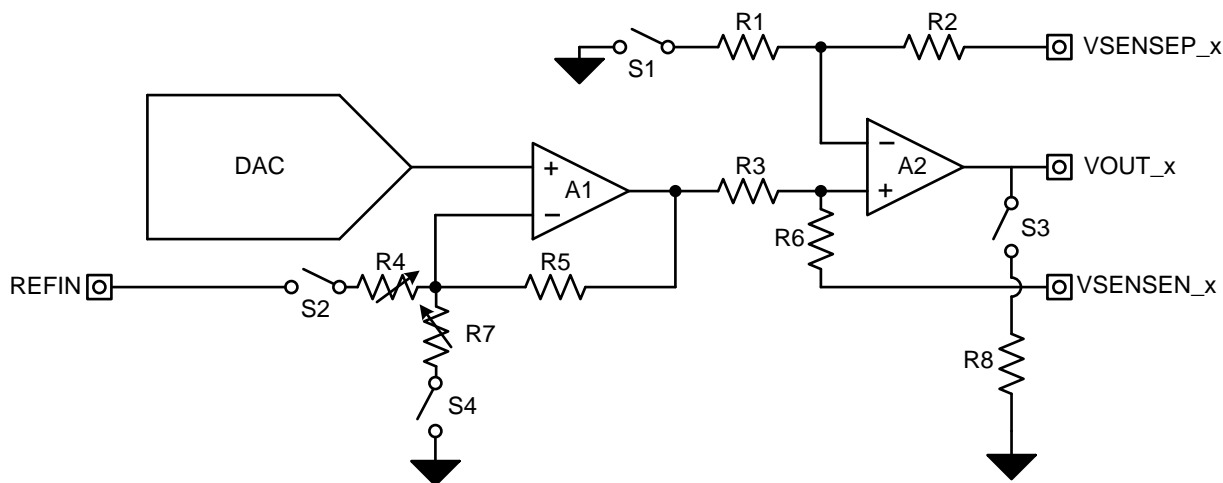 R1
R2
VSENSEP_x
S1
DAC
+
−
A1
R3
−
+
A2
VOUT_x
S3
R6
R4
R5
REFIN
S2
VSENSEN_x
R7
R8
S4